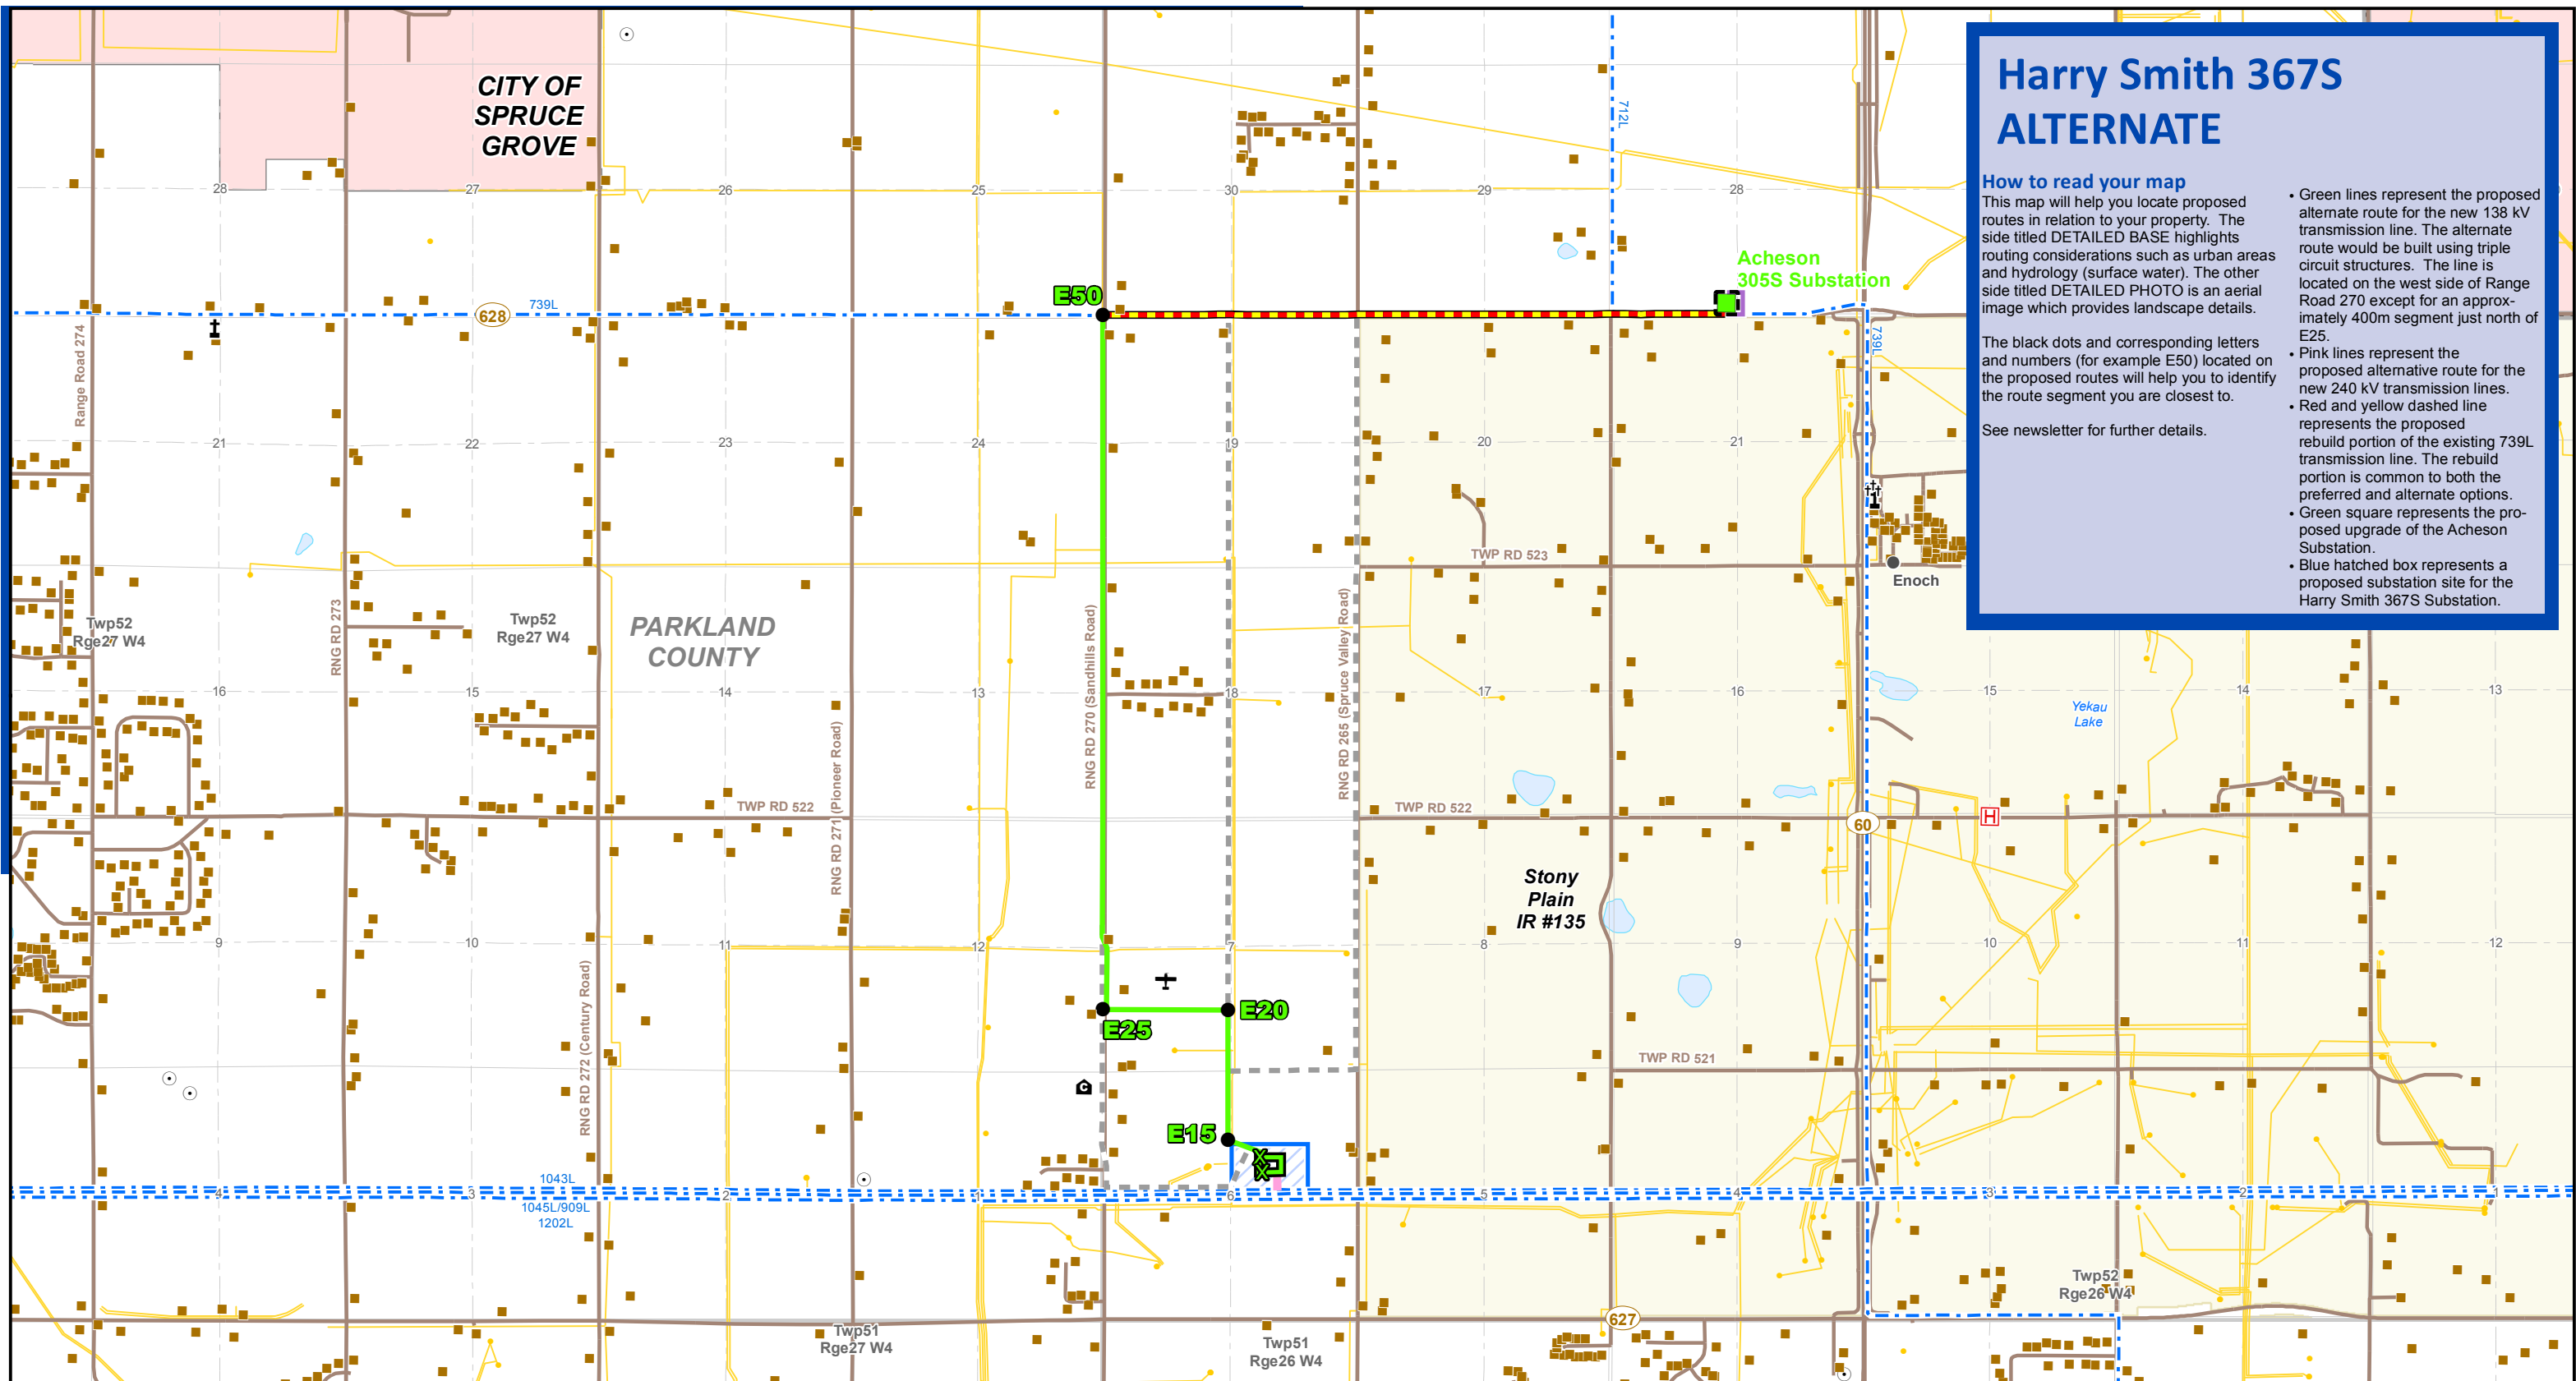 Harry Smith 367S
ALTERNATE
How to read your map
This map will help you locate proposed
routes in relation to your property. The
side titled DETAILED BASE highlights
routing considerations such as urban areas
and hydrology (surface water). The other
side titled DETAILED PHOTO is an aerial
image which provides landscape details.
The black dots and corresponding letters
and numbers (for example E50) located on
the proposed routes will help you to identify
the route segment you are closest to.
See newsletter for further details.
• Green lines represent the proposed
alternate route for the new 138 kV
transmission line. The alternate
route would be built using triple
circuit structures. The line is
located on the west side of Range
Road 270 except for an approx-
imately 400m segment just north of
E25.
• Pink lines represent the
proposed alternative route for the
new 240 kV transmission lines.
• Red and yellow dashed line
represents the proposed
rebuild portion of the existing 739L
transmission line. The rebuild
portion is common to both the
preferred and alternate options.
• Green square represents the pro-
posed upgrade of the Acheson
Substation.
• Blue hatched box represents a
proposed substation site for the
Harry Smith 367S Substation.
CITY OF
SPRUCE
GROVE
712L
28
27
26
25
30
29
28
Acheson
305S Substation
E50
739L
628
739L
Range Road 274
21
22
23
24
19
20
21
TWP RD 523
Enoch
RNG RD 273
Twp52
Rge27 W4
Twp52
Rge27 W4
PARKLAND
COUNTY
RNG RD 270 (Sandhills Road)
RNG RD 265 (Spruce Valley Road)
16
15
14
13
18
17
16
15
14
13
Yekau
Lake
RNG RD 271 (Pioneer Road)
TWP RD 522
TWP RD 522
60
H
Stony
Plain
IR #135
9
10
11
12
7
8
9
10
11
12
RNG RD 272 (Century Road)
E25
E20
TWP RD 521
C
E15
1043L
4
3
2
1
6
5
4
3
2
1
1045L/909L
1202L
Twp52
Rge26 W4
627
Twp51
Rge27 W4
Twp51
Rge26 W4